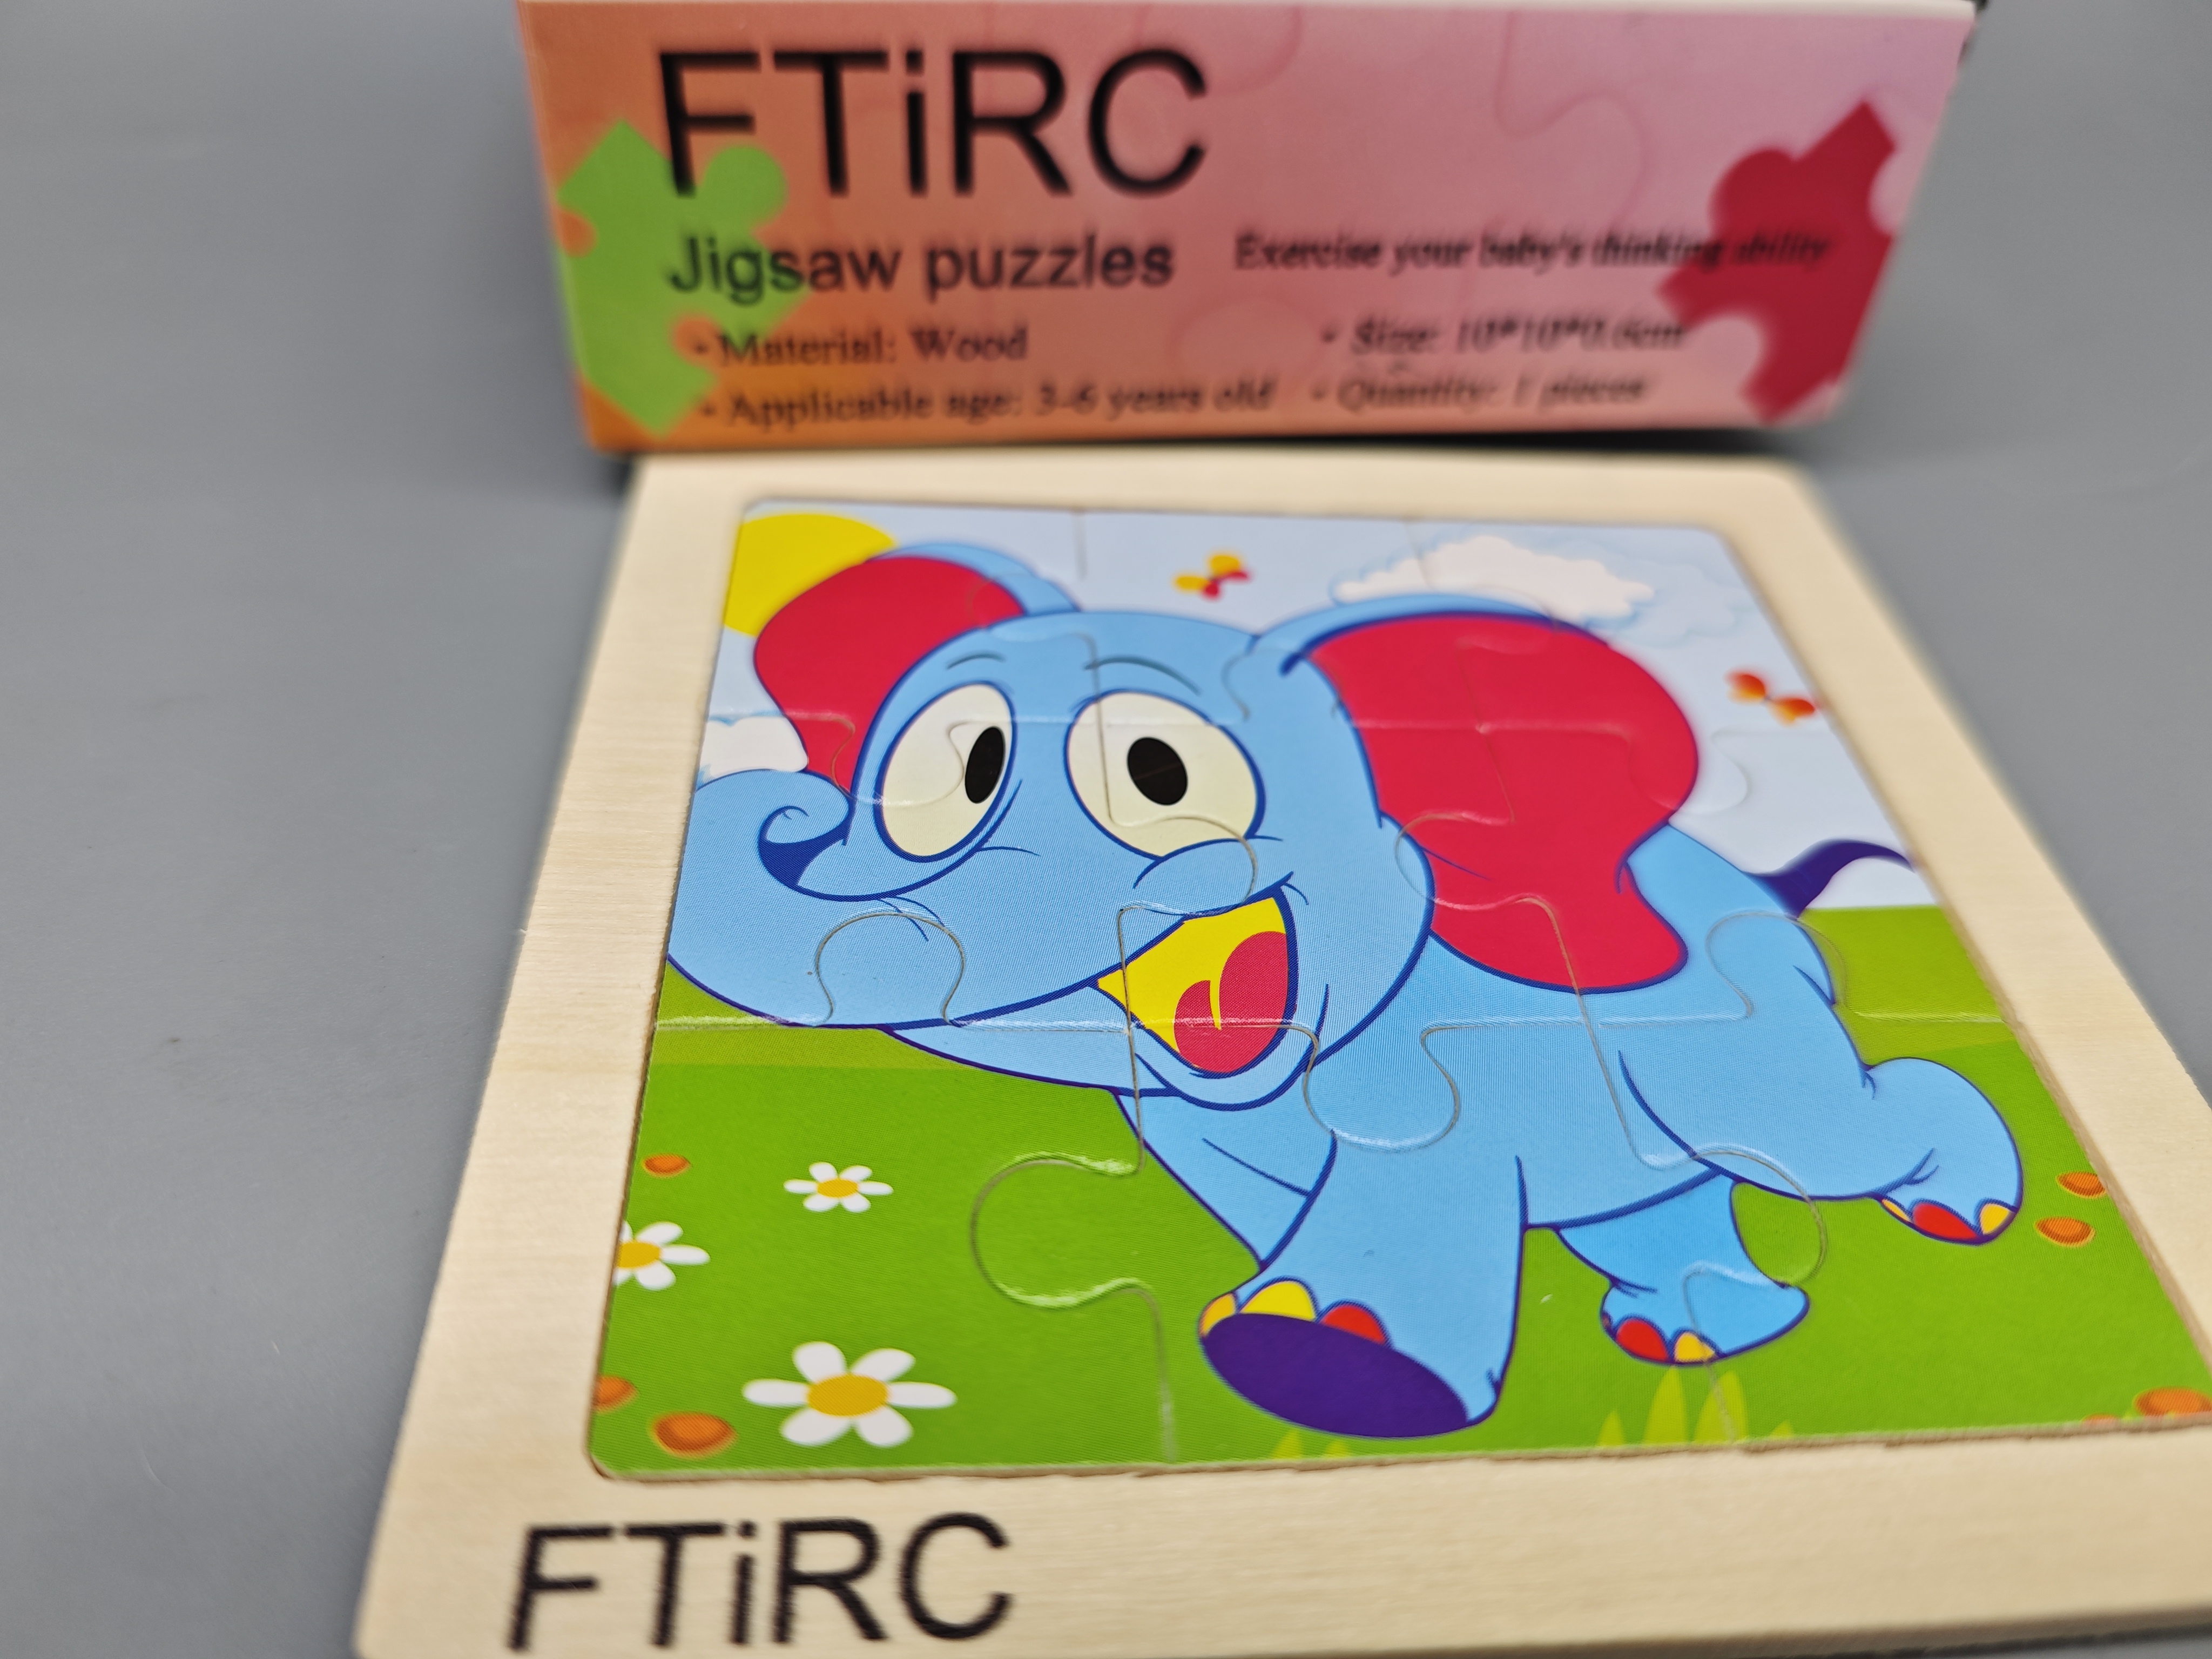 FTiRC
Jigsaw puzzles
Exercise your baby's thinking ability
• Material: Wood
• Size: 10*10*0.6cm
• Applicable age: 3-6 years old
• Quantity: 1 pieces
FTiRC